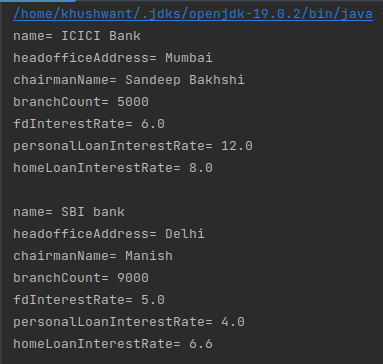 /home/khushwant/.jdks/openjdk-19.0.2/bin/java
name= ICICI Bank
headofficeAddress= Mumbai
chairmanName= Sandeep Bakhshi
branchCount= 5000
fdInterestRate= 6.0
personalLoanInterestRate= 12.0
homeLoanInterestRate= 8.0
name= SBI bank
headofficeAddress= Delhi
chairmanName= Manish
branchCount= 9000
fdInterestRate= 5.0
personalLoanInterestRate= 4.0
homeLoanInterestRate= 6.6